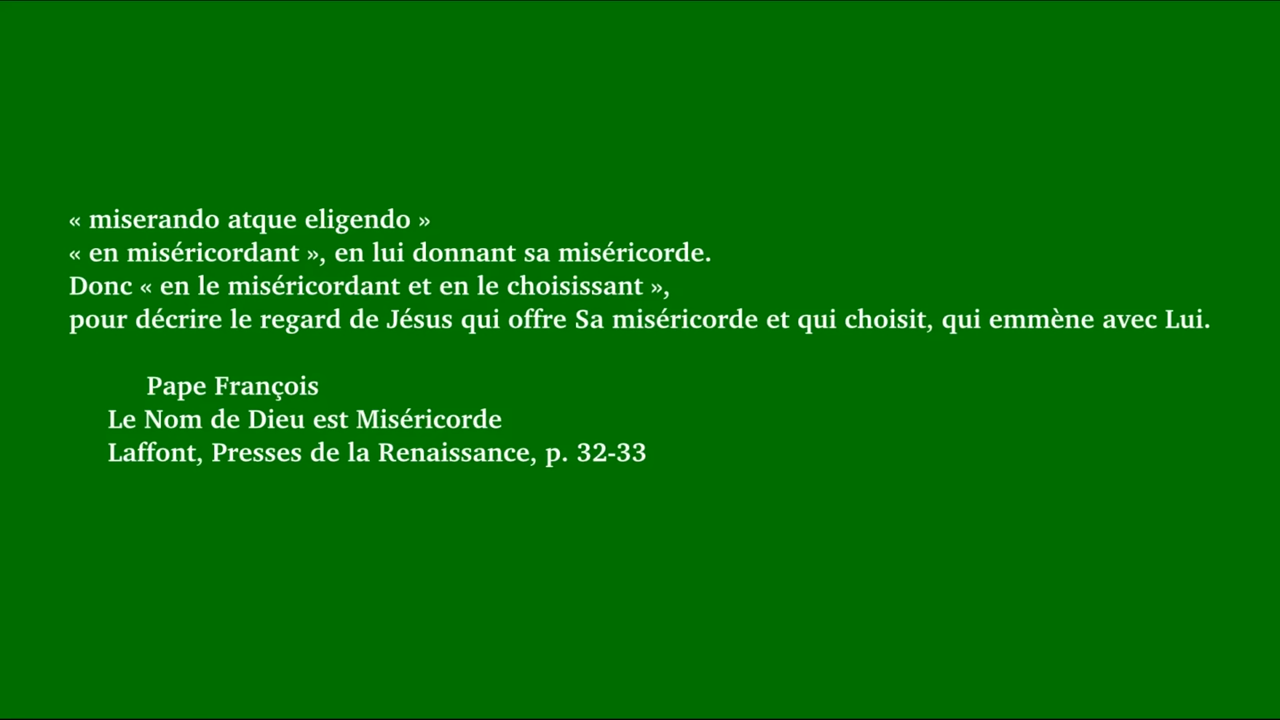 « miserando atque eligendo »
« en miséricordant », en lui donnant sa miséricorde.
Donc « en le miséricordant et en le choisissant »,
pour décrire le regard de Jésus qui offre Sa miséricorde et qui choisit, qui emmène avec Lui.
Pape François
Le Nom de Dieu est Miséricorde
Laffont, Presses de la Renaissance, p. 32-33